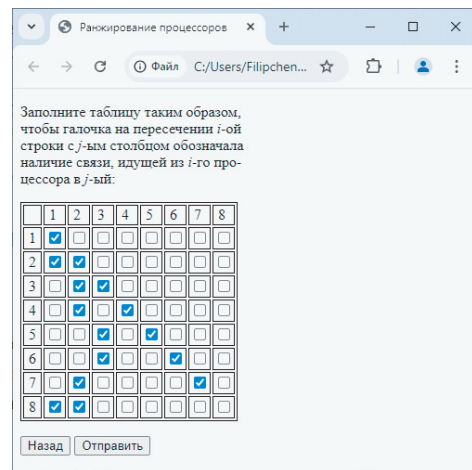 Ранжирование процессоров
Файл C:/Users/Filipchen...
Заполните таблицу таким образом,
чтобы галочка на пересечении i-ой
строки с j-ым столбцом обозначала
наличие связи, идущей из i-го про-
цессора в j-ый:
1 2 3 4 5 6 7 8
1
2
3
4
5
6
7
8
Назад Отправить